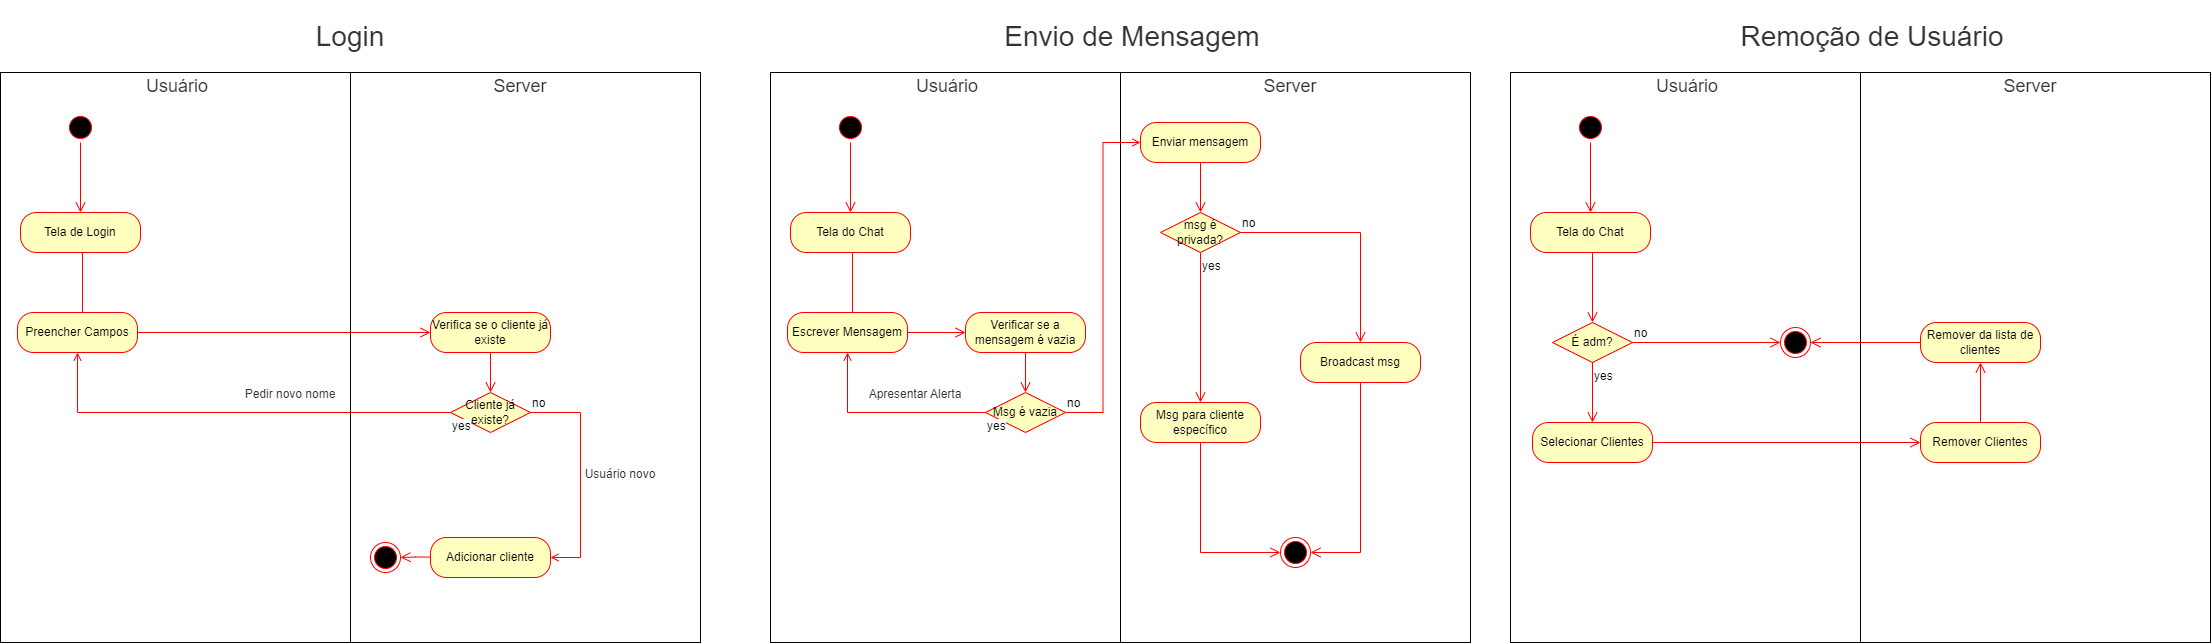 Login
Usuário
Server
Tela de Login
Preencher Campos
Verifica se o cliente já
existe
Pedir novo nome
Cliente já
existe?
no
yes
Usuário novo
Adicionar cliente
Envio de Mensagem
Usuário
Server
Enviar mensagem
Tela do Chat
msg é
privada?
no
yes
Escrever Mensagem
Verificar se a
mensagem é vazia
Broadcast msg
Apresentar Alerta
Msg é vazia
no
yes
Msg para cliente
específico
Remoção de Usuário
Usuário
Server
Tela do Chat
É adm?
no
yes
Remover da lista de
clientes
Selecionar Clientes
Remover Clientes